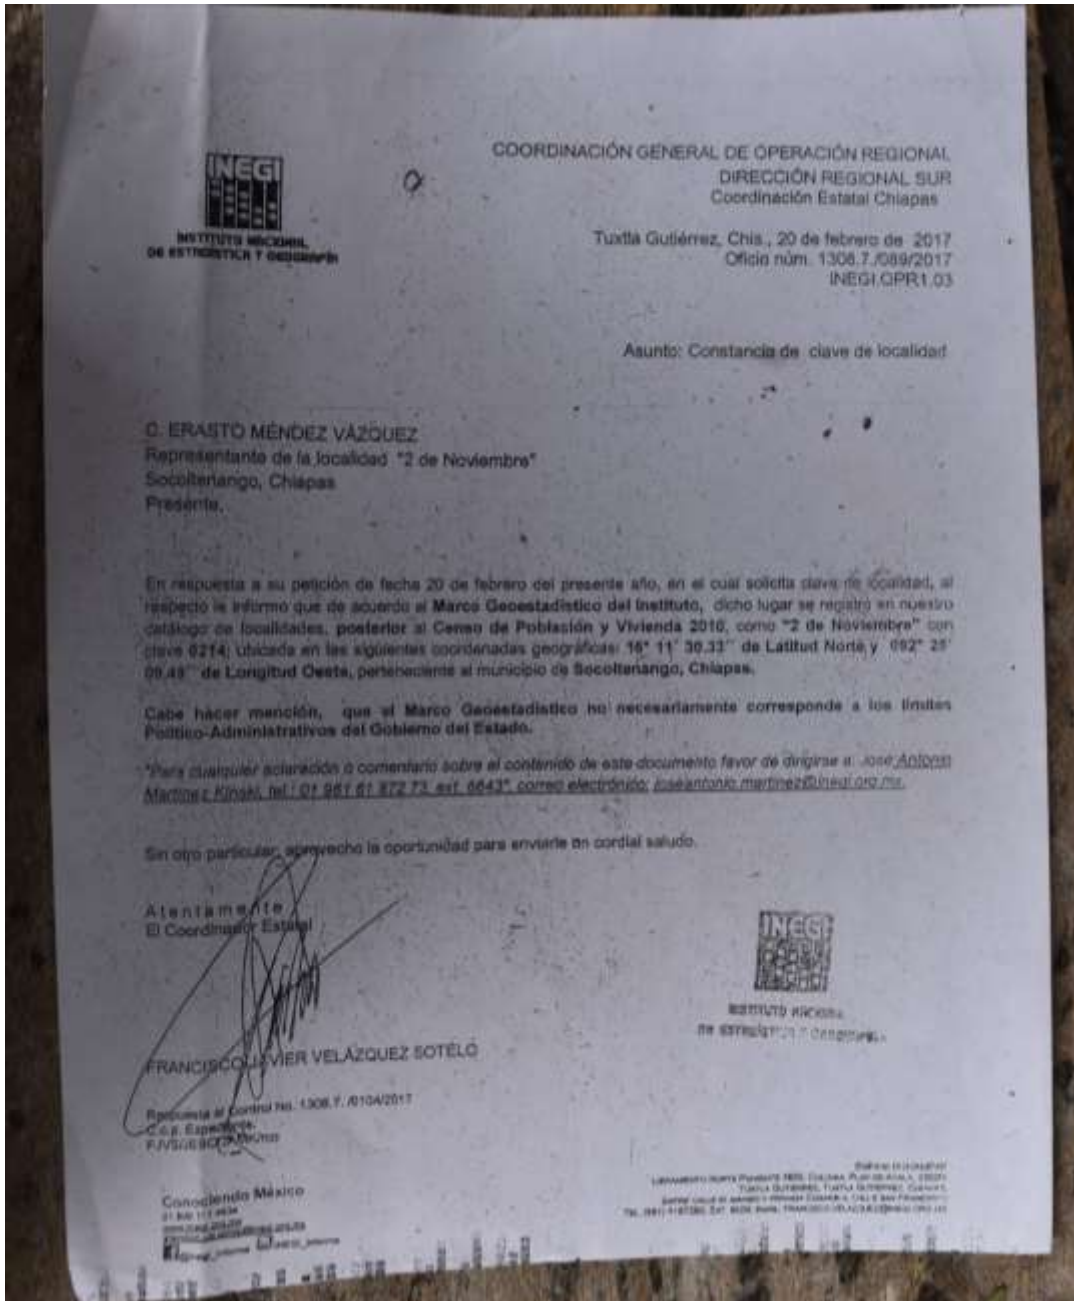 INEGI
INSTITUTO NACIONAL
DE ESTADISTICA Y GEOGRAFIA
COORDINACIÓN GENERAL DE OPERACIÓN REGIONAL
DIRECCIÓN REGIONAL SUR
Coordinación Estatal Chiapas
Tuxtla Gutiérrez, Chis., 20 de febrero de 2017
Oficio núm. 1308.7./089/2017
INEGI.OPR1.03
Asunto: Constancia de clave de localidad
C. ERASTO MÉNDEZ VÁZQUEZ
Representante de la localidad "2 de Noviembre"
Socoltenango, Chiapas
Presente.
En respuesta a su petición de fecha 20 de febrero del presente año, en el cual solicita clave de localidad, al
respecto le informo que de acuerdo al Marco Geoestadístico del Instituto, dicho lugar se registró en nuestro
catálogo de localidades, posterior al Censo de Población y Vivienda 2010, como "2 de Noviembre" con
clave 0214; ubicada en las siguientes coordenadas geográficas: 16° 11' 30.33'' de Latitud Norte y 092° 25'
09.49'' de Longitud Oeste, perteneciente al municipio de Socoltenango, Chiapas.
Cabe hacer mención, que el Marco Geoestadístico no necesariamente corresponde a los límites
Político-Administrativos del Gobierno del Estado.
"Para cualquier aclaración o comentario sobre el contenido de este documento favor de dirigirse a: José Antonio
Martínez Kinski, tel.: 01 961 61 872 73, ext. 6643", correo electrónico: joseantonio.martinez@inegi.org.mx.
Sin otro particular, aprovecho la oportunidad para enviarle un cordial saludo.
Atentamente
El Coordinador Estatal
INEGI
INSTITUTO NACIONAL
FRANCISCO JAVIER VELÁZQUEZ SOTELO
Respuesta al Control No. 1308.7./0104/2017
C.c.p. Expediente.
Conociendo México